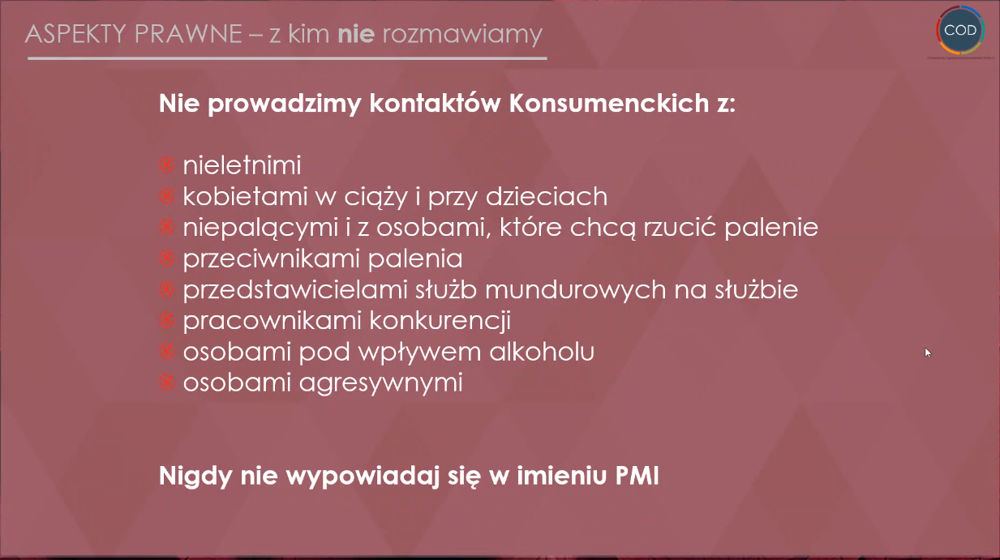 ASPEKTY PRAWNE – z kim nie rozmawiamy
COD
Nie prowadzimy kontaktów Konsumenckich z:
nieletnimi
kobietami w ciąży i przy dzieciach
niepalącymi i z osobami, które chcą rzucić palenie
przeciwnikami palenia
przedstawicielami służb mundurowych na służbie
pracownikami konkurencji
osobami pod wpływem alkoholu
osobami agresywnymi
Nigdy nie wypowiadaj się w imieniu PMI